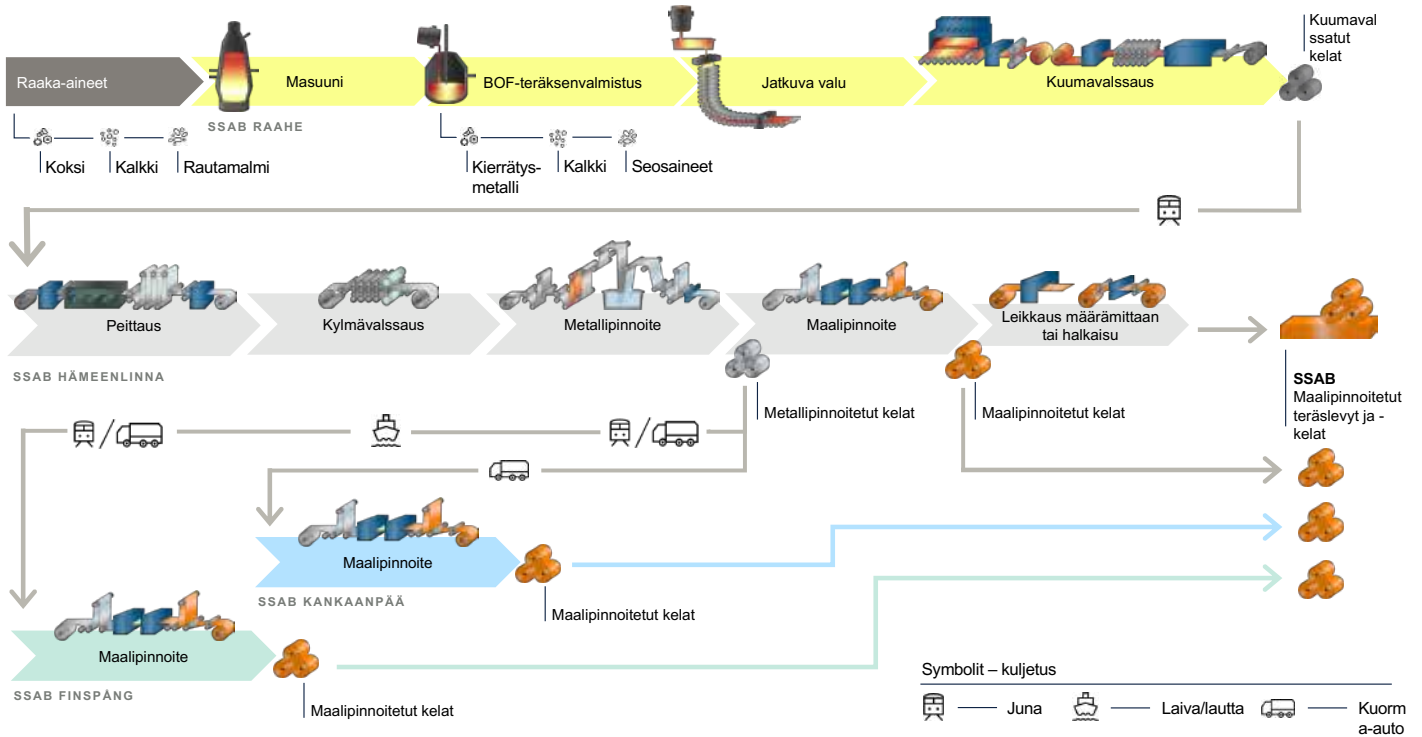 Raaka-aineet
Masuuni
BOF-teräksenvalmistus
Jatkuva valu
Kuumavalssaus
Kuumaval
ssatut
kelat
SSAB RAAHE
Koksi
Kalkki
Rautamalmi
Kierrätys-
metalli
Kalkki
Seosaineet
Peittaus
Kylmävalssaus
Metallipinnoite
Maalipinnoite
Leikkaus määrämittaan
tai halkaisu
SSAB HÄMEENLINNA
Metallipinnoitetut kelat
Maalipinnoitetut kelat
SSAB
Maalipinnoitetut
teräslevyt ja -
kelat
Maalipinnoite
SSAB KANKAANPÄÄ
Maalipinnoitetut kelat
Maalipinnoite
SSAB FINSPÅNG
Maalipinnoitetut kelat
Symbolit – kuljetus
Juna
Laiva/lautta
Kuorm
a-auto